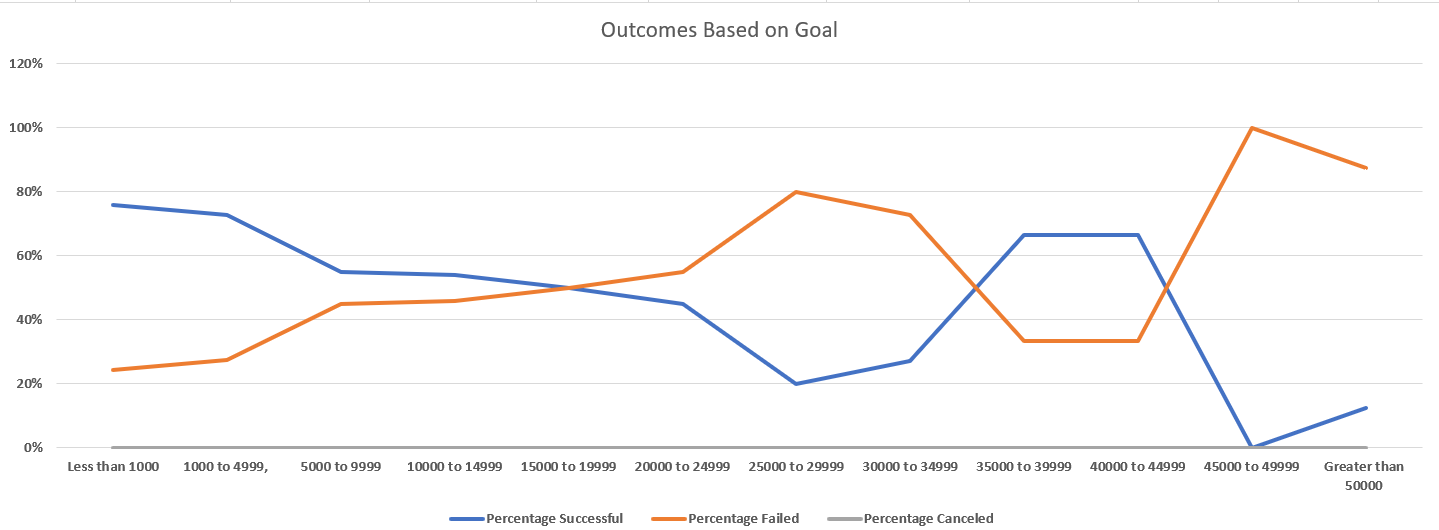 Outcomes Based on Goal
120%
100%
80%
60%
40%
20%
0%
Less than 1000 1000 to 4999, 5000 to 9999 10000 to 14999 15000 to 19999 20000 to 24999 25000 to 29999 30000 to 34999 35000 to 39999 40000 to 44999 45000 to 49999 Greater than
50000
Percentage Successful Percentage Failed Percentage Canceled